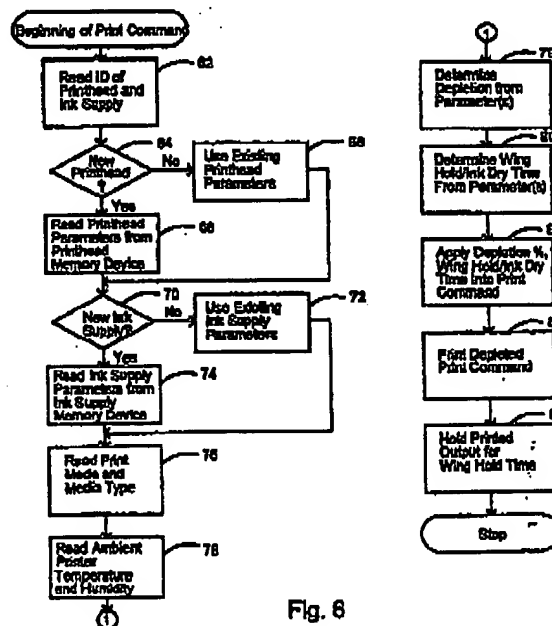 Beginning of Print Command
62
Read ID of
Printhead and
Ink Supply
64
New
Printhead
?
No
Yes
68
Use Existing
Printhead
Parameters
66
Read Printhead
Parameters from
Printhead
Memory Device
70
New Ink
Supply?
No
Yes
72
Use Existing
Ink Supply
Parameters
74
Read Ink Supply
Parameters from
Ink Supply
Memory Device
76
Read Print
Mode and
Media Type
78
Read Ambient
Printer
Temperature
and Humidity
1
Fig. 6
1
Determine
Depletion from
Parameter(s)
Determine Wing
Hold/Ink Dry Time
From Parameter(s)
Apply Depletion %,
Wing Hold/Ink Dry
Time Into Print
Command
Print Depleted
Print Command
Hold Printed
Output for
Wing Hold Time
Stop